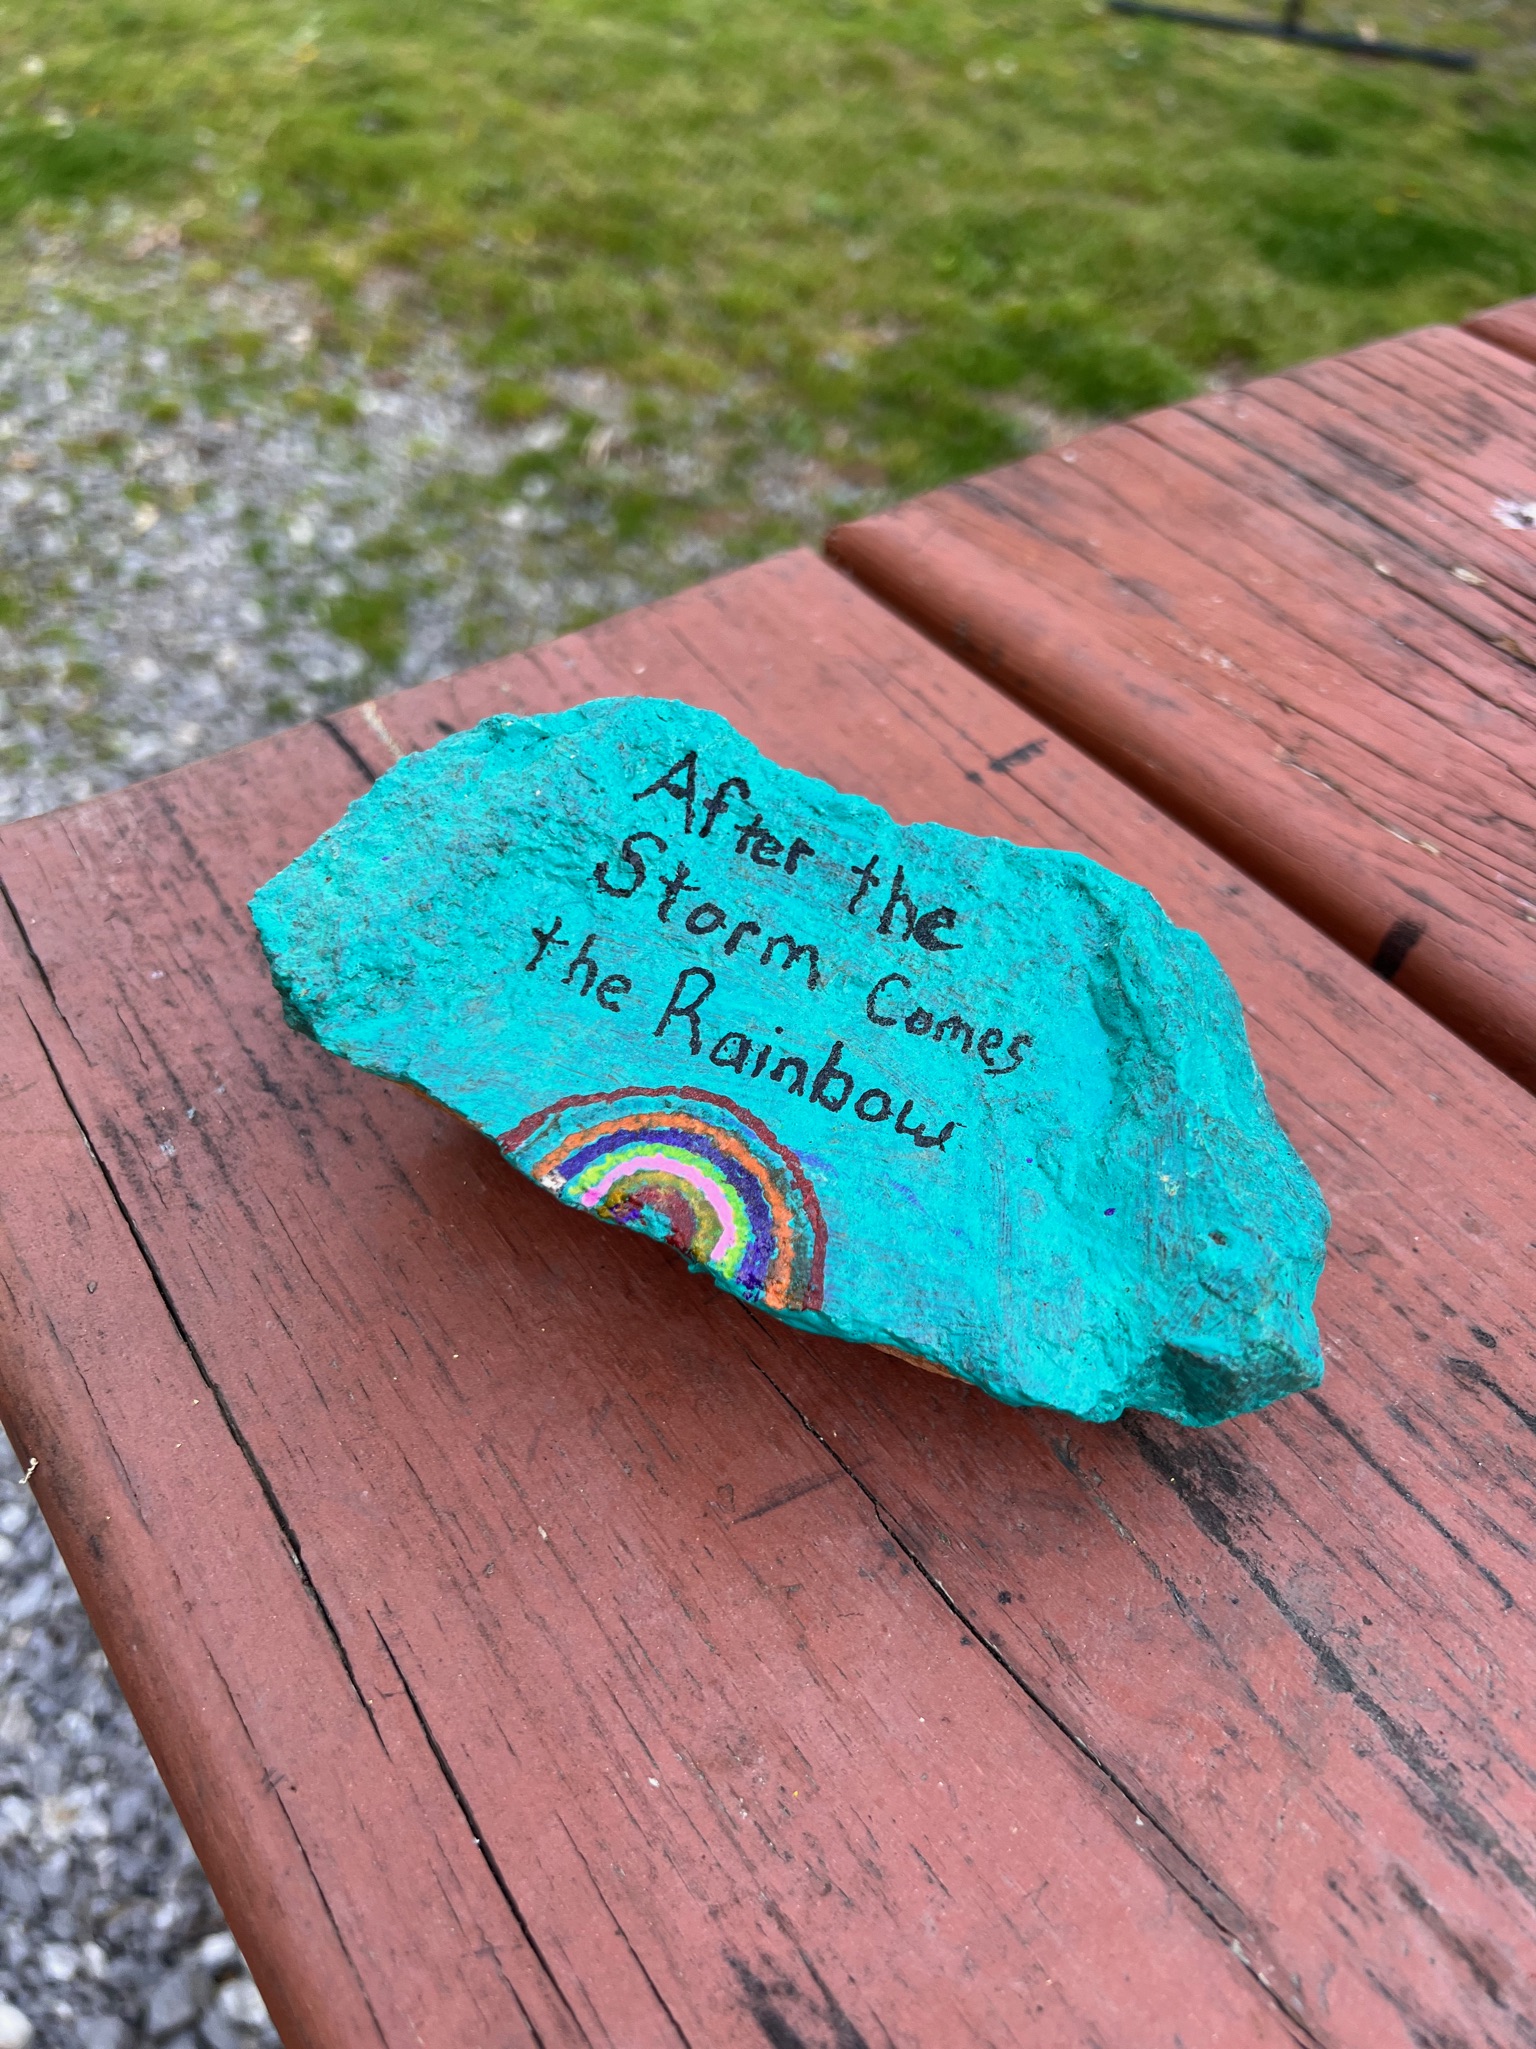 After the
Storm Comes
the Rainbow